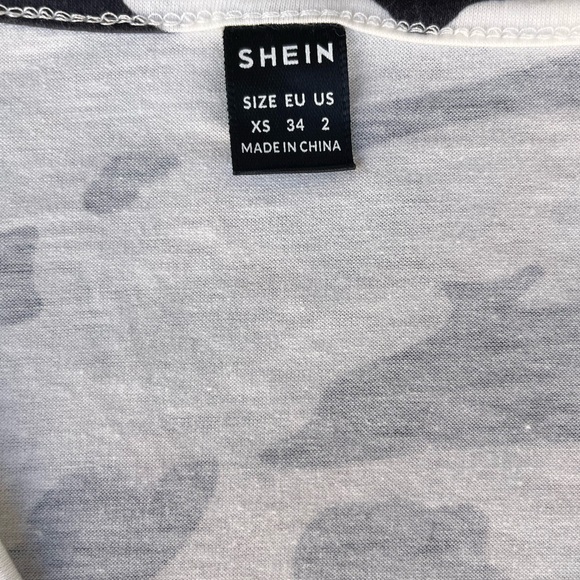 SHEIN
SIZE EU US
XS 34 2
MADE IN CHINA